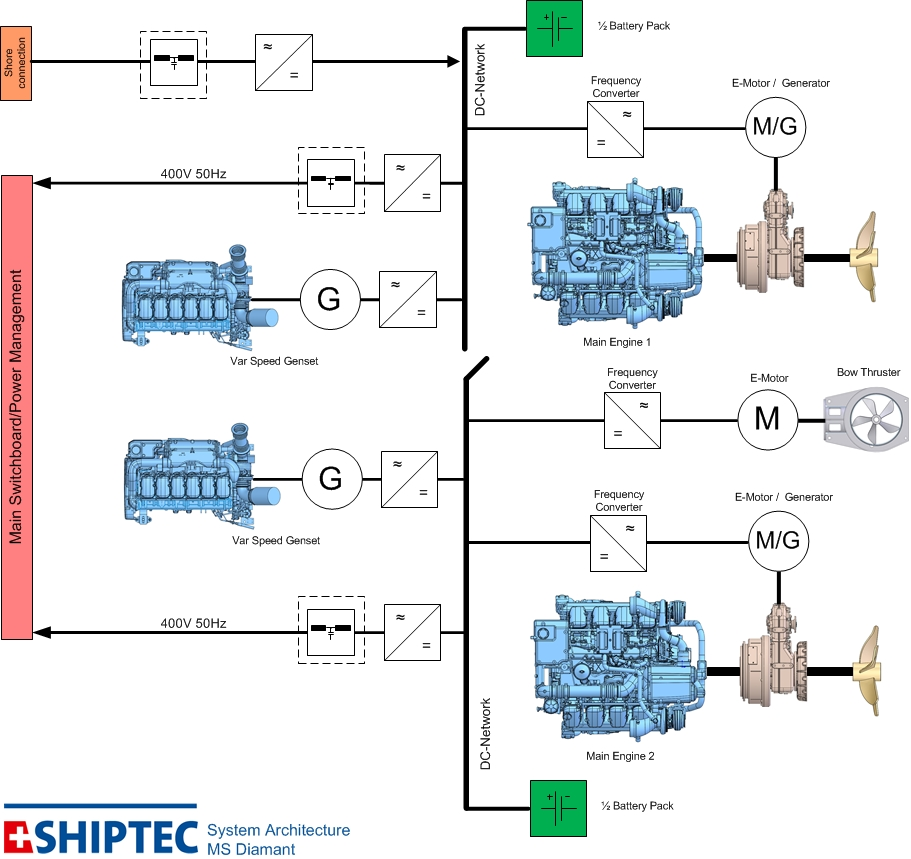 ½ Battery Pack
Shore
connection
DC-Network
Frequency
Converter
E-Motor / Generator
M/G
400V 50Hz
Main Switchboard/Power Management
G
Var Speed Genset
Main Engine 1
Frequency
Converter
E-Motor
Bow Thruster
M
G
Var Speed Genset
Frequency
Converter
E-Motor / Generator
M/G
400V 50Hz
DC-Network
Main Engine 2
½ Battery Pack
SHIPTEC
System Architecture
MS Diamant